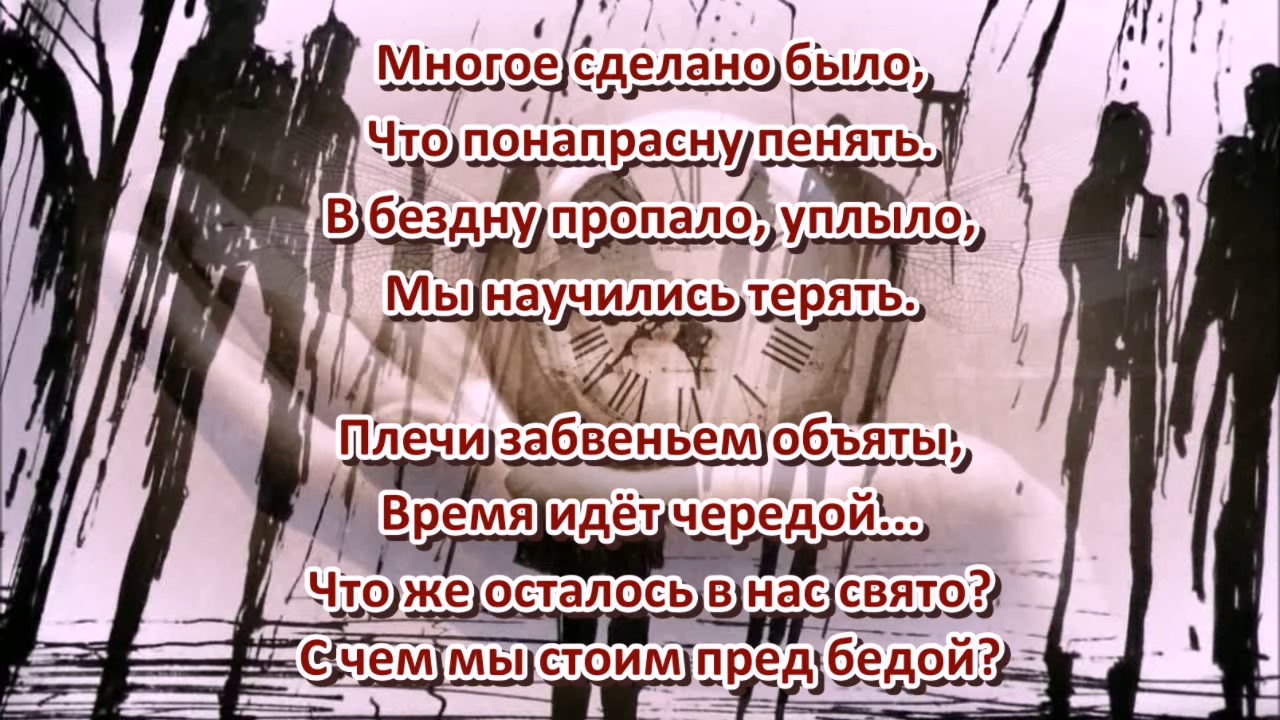 Многое сделано было,
Что понапрасну пенять.
В бездну пропало, уплыло,
Мы научились терять.
Плечи забвеньем объяты,
Время идёт чередой...
Что же осталось в нас свято?
С чем мы стоим пред бедой?